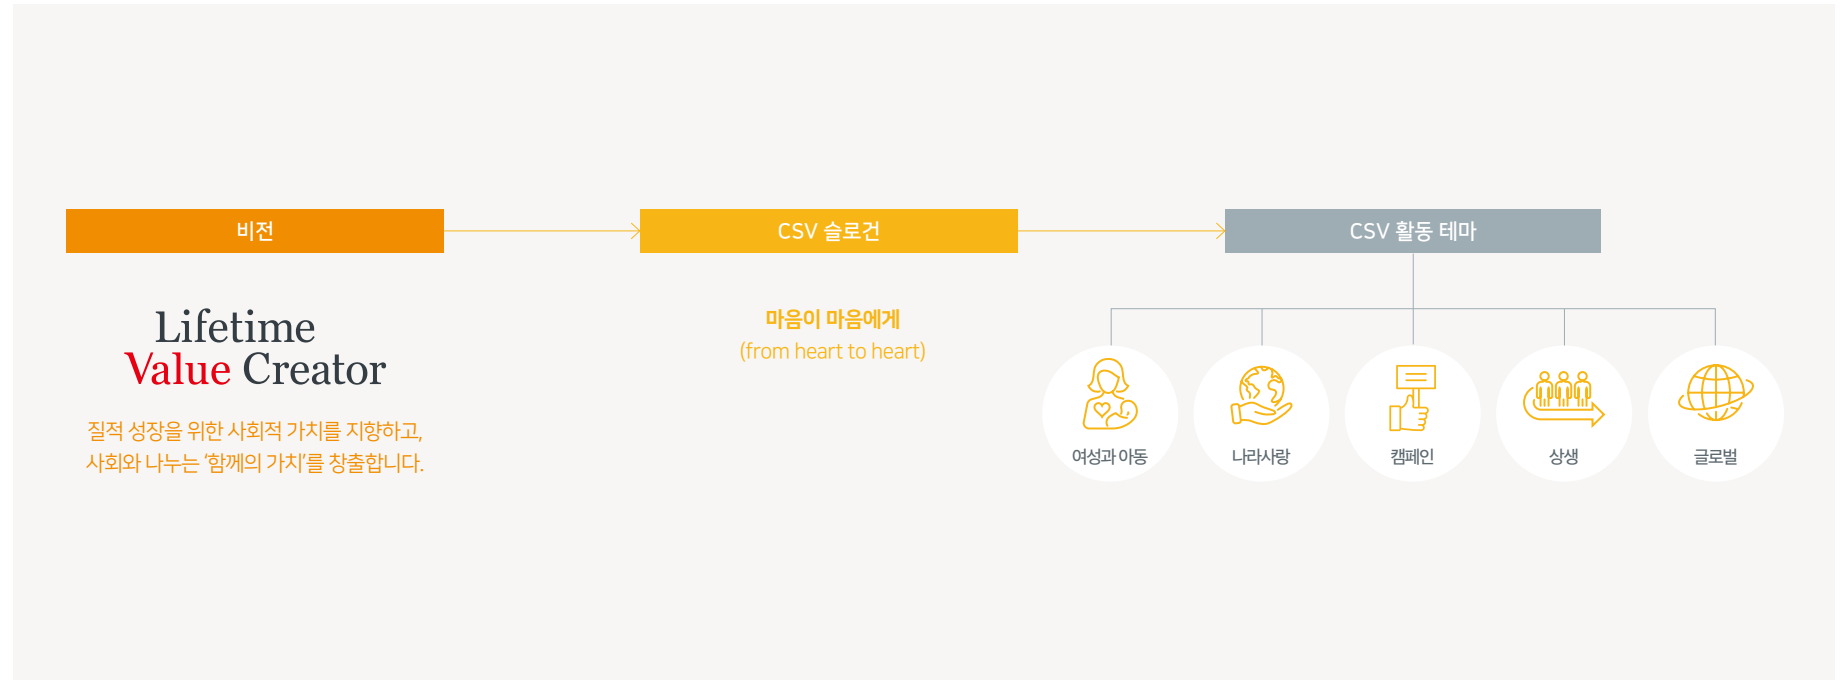 비전
Lifetime
Value Creator
질적 성장을 위한 사회적 가치를 지향하고,
사회와 나누는 ‘함께의 가치’를 창출합니다.
CSV 슬로건
마음이 마음에게
(from heart to heart)
CSV 활동 테마
여성과 아동
나라사랑
캠페인
상생
글로벌